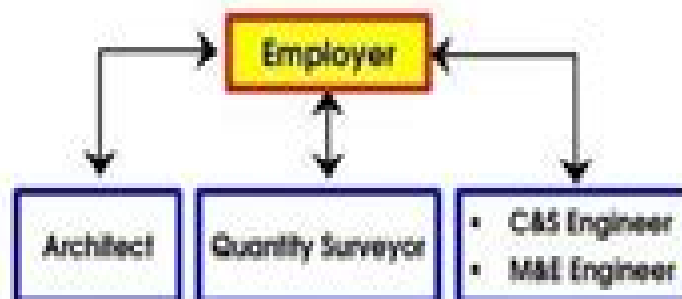 Employer
Architect
Quantity Surveyor
• C&S Engineer
• M&E Engineer